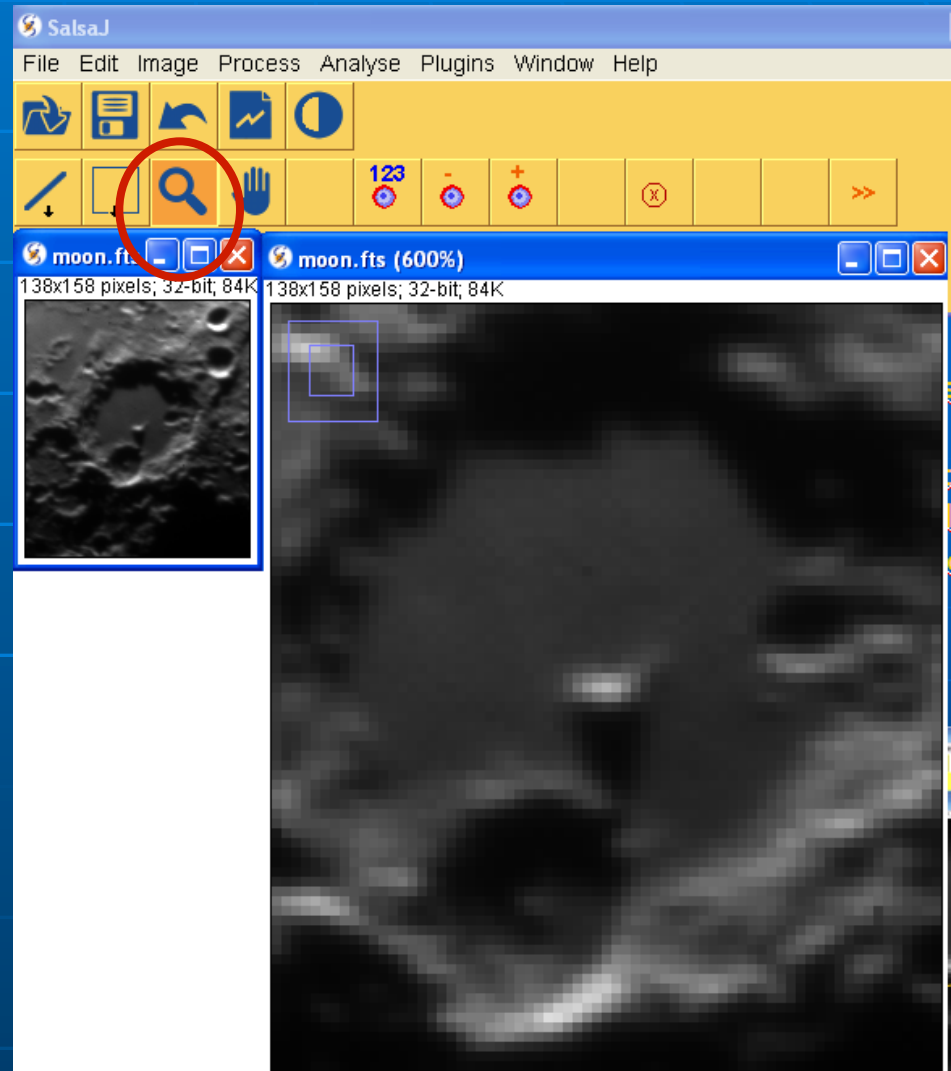 SalsaJ
File Edit Image Process Analyse Plugins Window Help
123
- +
x
>>
moon.fts
138x158 pixels; 32-bit; 84K
moon.fts (600%)
138x158 pixels; 32-bit; 84K